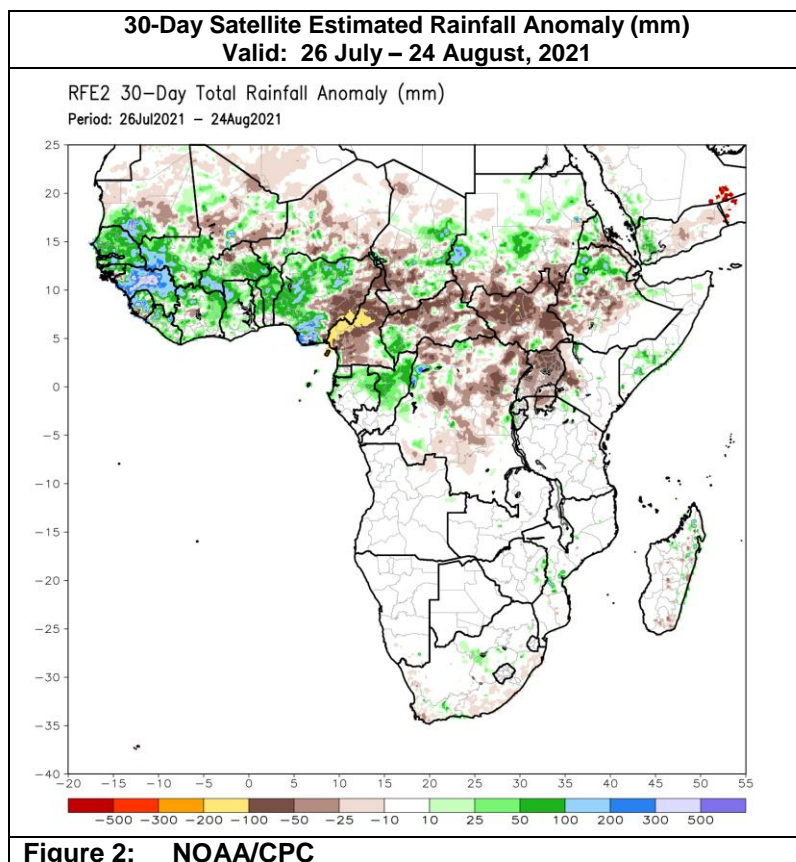 30-Day Satellite Estimated Rainfall Anomaly (mm)
Valid: 26 July – 24 August, 2021
RFE2 30-Day Total Rainfall Anomaly (mm)
Period: 26Jul2021 – 24Aug2021
25
20
15
10
5
0
-5
-10
-15
-20
-25
-30
-35
-40
-20 -15 -10 -5 0 5 10 15 20 25 30 35 40 45 50 55
-500 -300 -200 -100 -50 -25 -10 10 25 50 100 200 300 500
Figure 2: NOAA/CPC